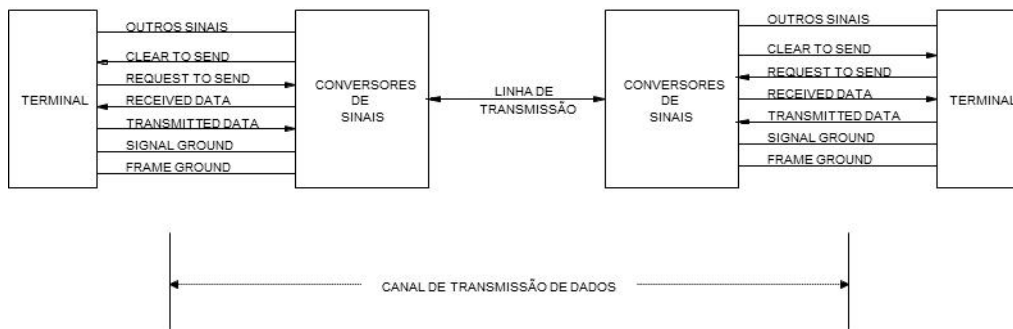 OUTROS SINAIS
CLEAR TO SEND
REQUEST TO SEND
RECEIVED DATA
TRANSMITTED DATA
SIGNAL GROUND
FRAME GROUND
TERMINAL
CONVERSORES
DE
SINAIS
LINHA DE
TRANSMISSÃO
CONVERSORES
DE
SINAIS
OUTROS SINAIS
CLEAR TO SEND
REQUEST TO SEND
RECEIVED DATA
TRANSMITTED DATA
SIGNAL GROUND
FRAME GROUND
TERMINAL
CANAL DE TRANSMISSÃO DE DADOS